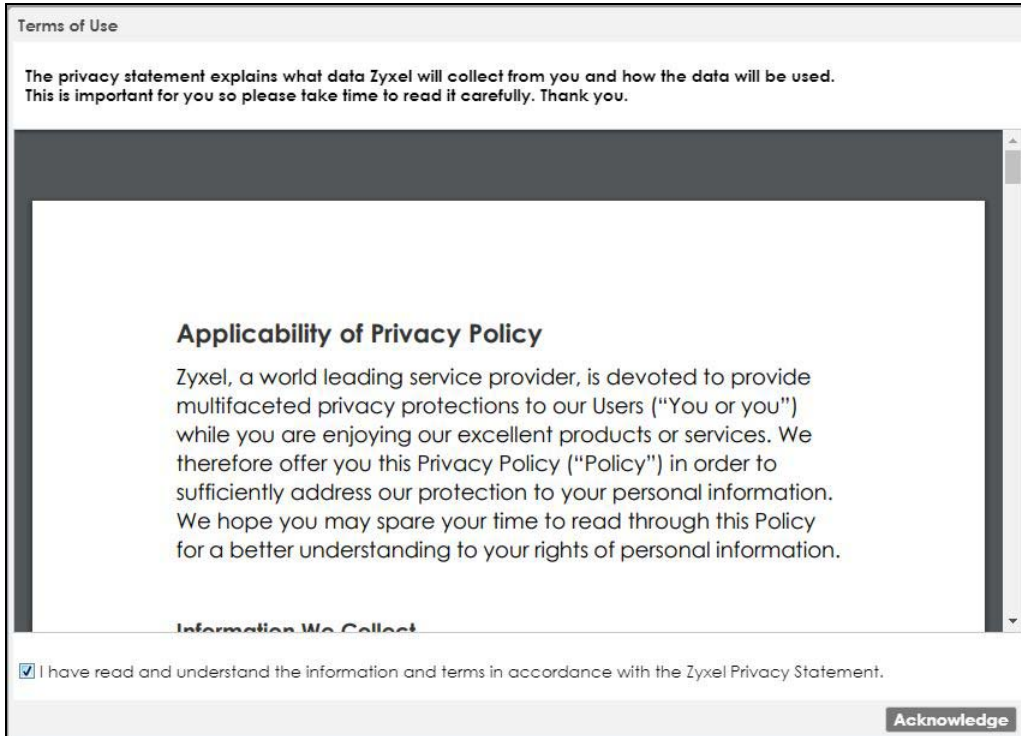 Terms of Use
The privacy statement explains what data Zyxel will collect from you and how the data will be used.
This is important for you so please take time to read it carefully. Thank you.
Applicability of Privacy Policy
Zyxel, a world leading service provider, is devoted to provide
multifaceted privacy protections to our Users (“You or you”)
while you are enjoying our excellent products or services. We
therefore offer you this Privacy Policy (“Policy”) in order to
sufficiently address our protection to your personal information.
We hope you may spare your time to read through this Policy
for a better understanding to your rights of personal information.
Information We Collect
I have read and understand the information and terms in accordance with the Zyxel Privacy Statement.
Acknowledge